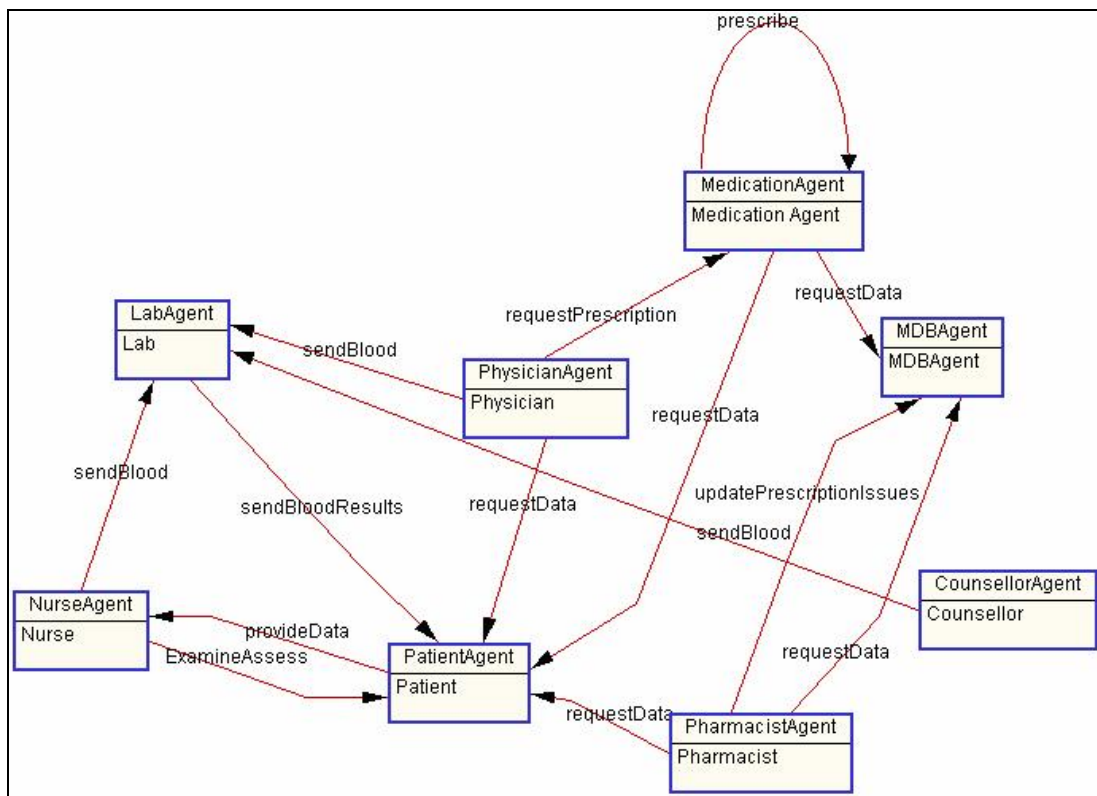 prescribe
MedicationAgent
Medication Agent
requestData
requestPrescription
LabAgent
Lab
MDBAgent
MDBAgent
sendBlood
PhysicianAgent
Physician
requestData
sendBlood
requestData
updatePrescriptionIssues
sendBloodResults
sendBlood
CounsellorAgent
Counsellor
NurseAgent
Nurse
provideData
ExamineAssess
PatientAgent
Patient
requestData
requestData
PharmacistAgent
Pharmacist